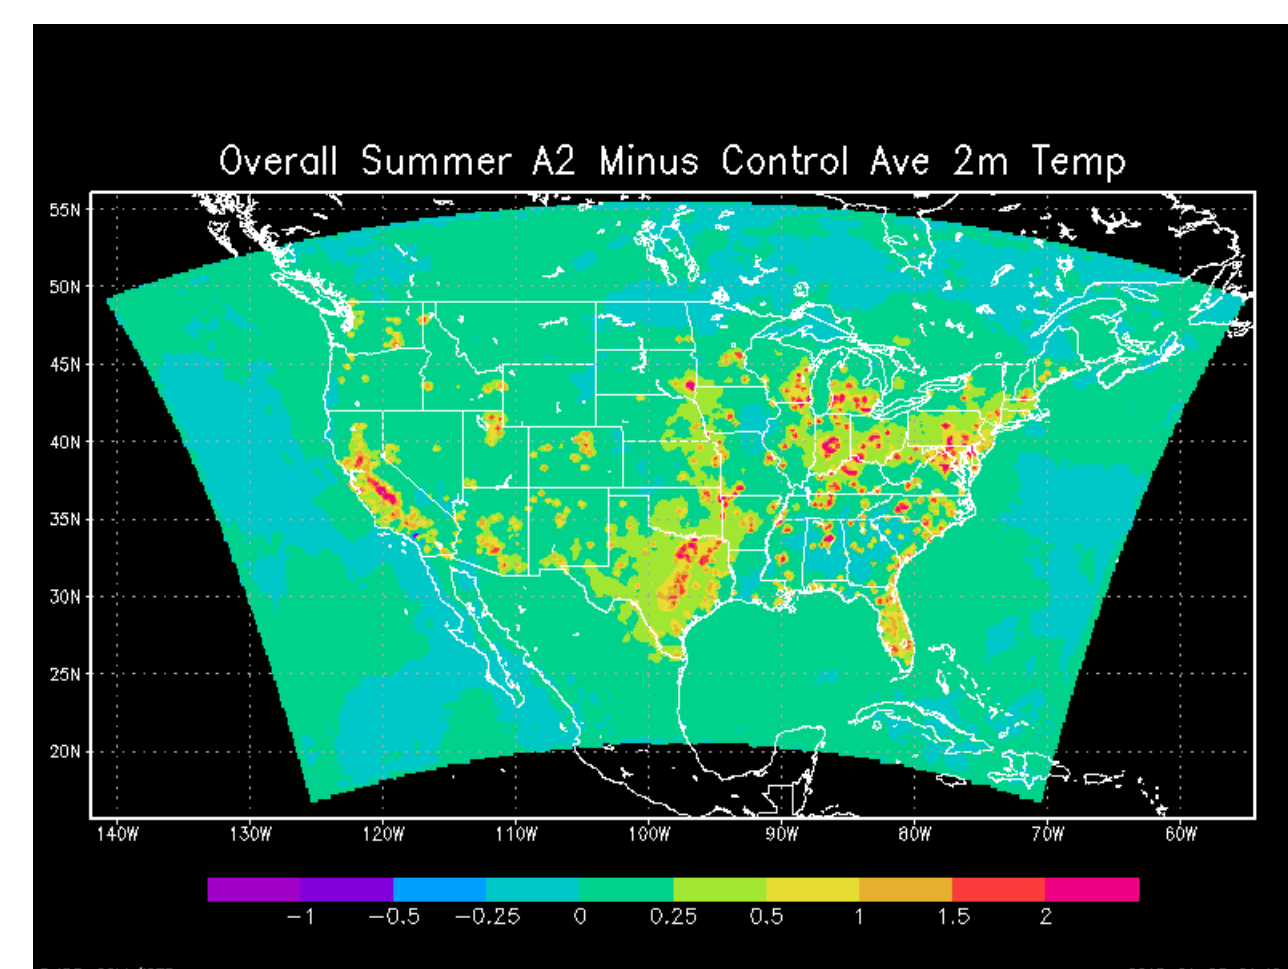 Overall Summer A2 Minus Control Ave 2m Temp
55N
50N
45N
40N
35N
30N
25N
20N
140W 130W 120W 110W 100W 90W 80W 70W 60W
−1 −0.5 −0.25 0 0.25 0.5 1 1.5 2